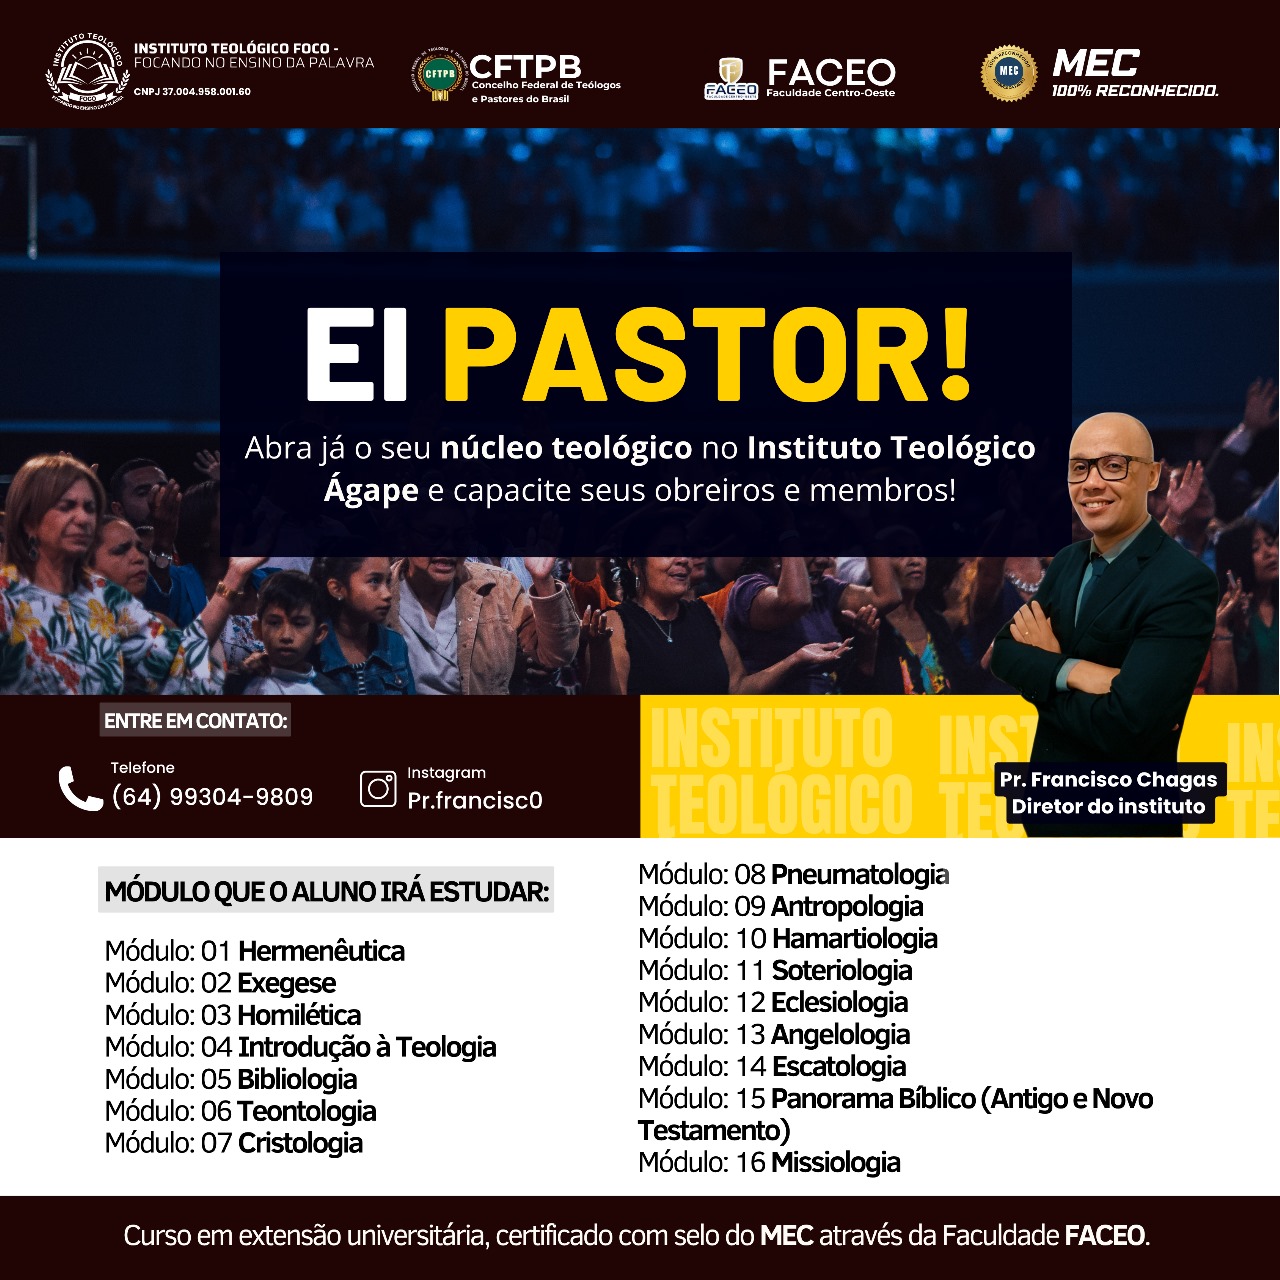 INSTITUTO TEOLÓGICO
FOCO
INSTITUTO TEOLÓGICO FOCO -
FOCANDO NO ENSINO DA PALAVRA
CNPJ 37.004.958.001.60
CFTPB
CFTPB
Concelho Federal de Teólogos
e Pastores do Brasil
FACEO
FACEO
Faculdade Centro-Oeste
MEC
MEC
100% RECONHECIDO.
EI PASTOR!
Abra já o seu núcleo teológico no Instituto Teológico
Ágape e capacite seus obreiros e membros!
ENTRE EM CONTATO:
Telefone
(64) 99304-9809
Instagram
Pr.francisc0
INSTITUTO
TEOLÓGICO
Pr. Francisco Chagas
Diretor do instituto
MÓDULO QUE O ALUNO IRÁ ESTUDAR:
Módulo: 01 Hermenêutica
Módulo: 02 Exegese
Módulo: 03 Homilética
Módulo: 04 Introdução à Teologia
Módulo: 05 Bibliologia
Módulo: 06 Teontologia
Módulo: 07 Cristologia
Módulo: 08 Pneumatologia
Módulo: 09 Antropologia
Módulo: 10 Hamartiologia
Módulo: 11 Soteriologia
Módulo: 12 Eclesiologia
Módulo: 13 Angelologia
Módulo: 14 Escatologia
Módulo: 15 Panorama Bíblico (Antigo e Novo
Testamento)
Módulo: 16 Missiologia
Curso em extensão universitária, certificado com selo do MEC através da Faculdade FACEO.